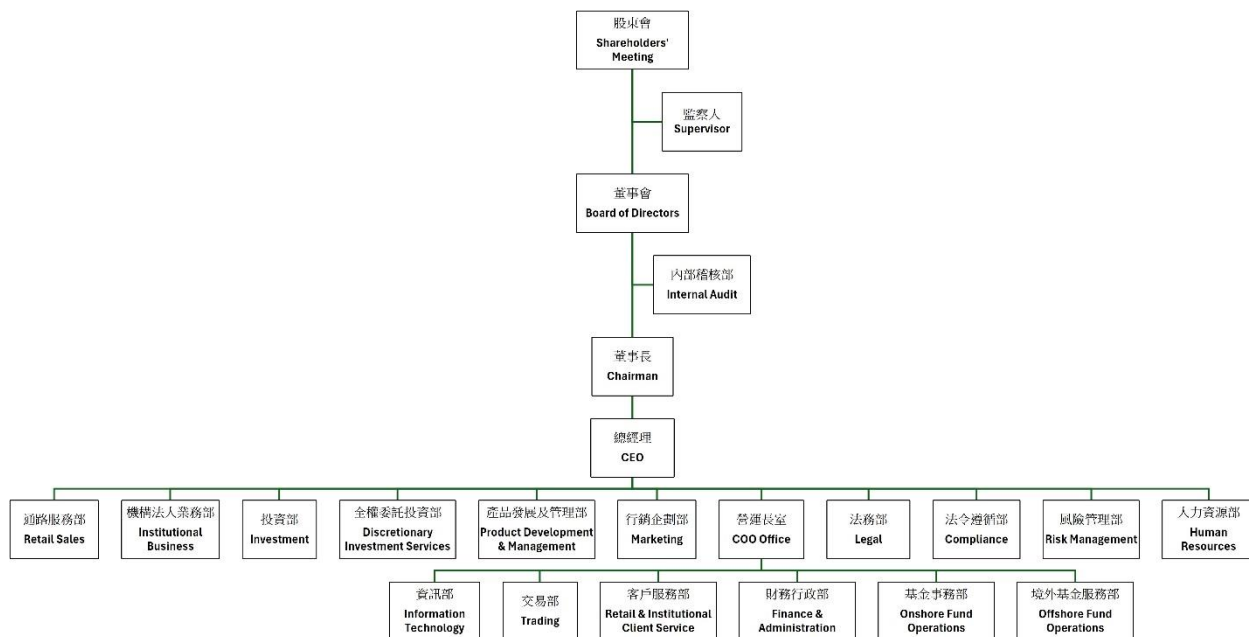 股東會
Shareholders'
Meeting
監察人
Supervisor
董事會
Board of Directors
內部稽核部
Internal Audit
董事長
Chairman
總經理
CEO
通路服務部
Retail Sales
機構法人業務部
Institutional
Business
投資部
Investment
全權委託投資部
Discretionary
Investment Services
產品發展及管理部
Product Development
& Management
行銷企劃部
Marketing
營運長室
COO Office
法務部
Legal
法令遵循部
Compliance
風險管理部
Risk Management
人力資源部
Human
Resources
資訊部
Information
Technology
交易部
Trading
客戶服務部
Retail & Institutional
Client Service
財務行政部
Finance &
Administration
基金事務部
Onshore Fund
Operations
境外基金服務部
Offshore Fund
Operations